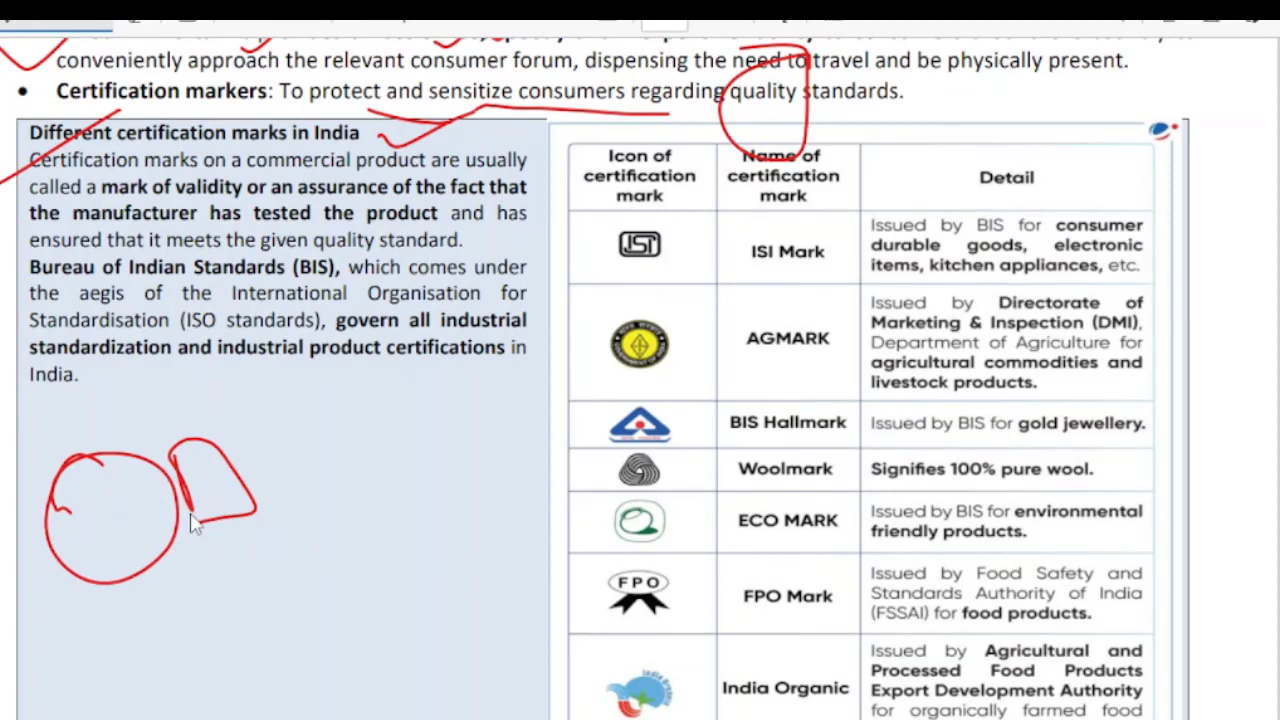 conveniently approach the relevant consumer forum, dispensing the need to travel and be physically present.
• Certification markers: To protect and sensitize consumers regarding quality standards.
Different certification marks in India
Certification marks on a commercial product are usually
called a mark of validity or an assurance of the fact that
the manufacturer has tested the product and has
ensured that it meets the given quality standard.
Bureau of Indian Standards (BIS), which comes under
the aegis of the International Organisation for
Standardisation (ISO standards), govern all industrial
standardization and industrial product certifications in
India.
Icon of
certification
mark
Name of
certification
mark
Detail
ISI
ISI Mark
Issued by BIS for consumer
durable goods, electronic
items, kitchen appliances, etc.
AGMARK
Issued by Directorate of
Marketing & Inspection (DMI),
Department of Agriculture for
agricultural commodities and
livestock products.
BIS Hallmark
Issued by BIS for gold jewellery.
Woolmark
Signifies 100% pure wool.
ECO MARK
Issued by BIS for environmental
friendly products.
FPO
FPO Mark
Issued by Food Safety and
Standards Authority of India
(FSSAI) for food products.
India Organic
India Organic
Issued by Agricultural and
Processed Food Products
Export Development Authority
for organically farmed food